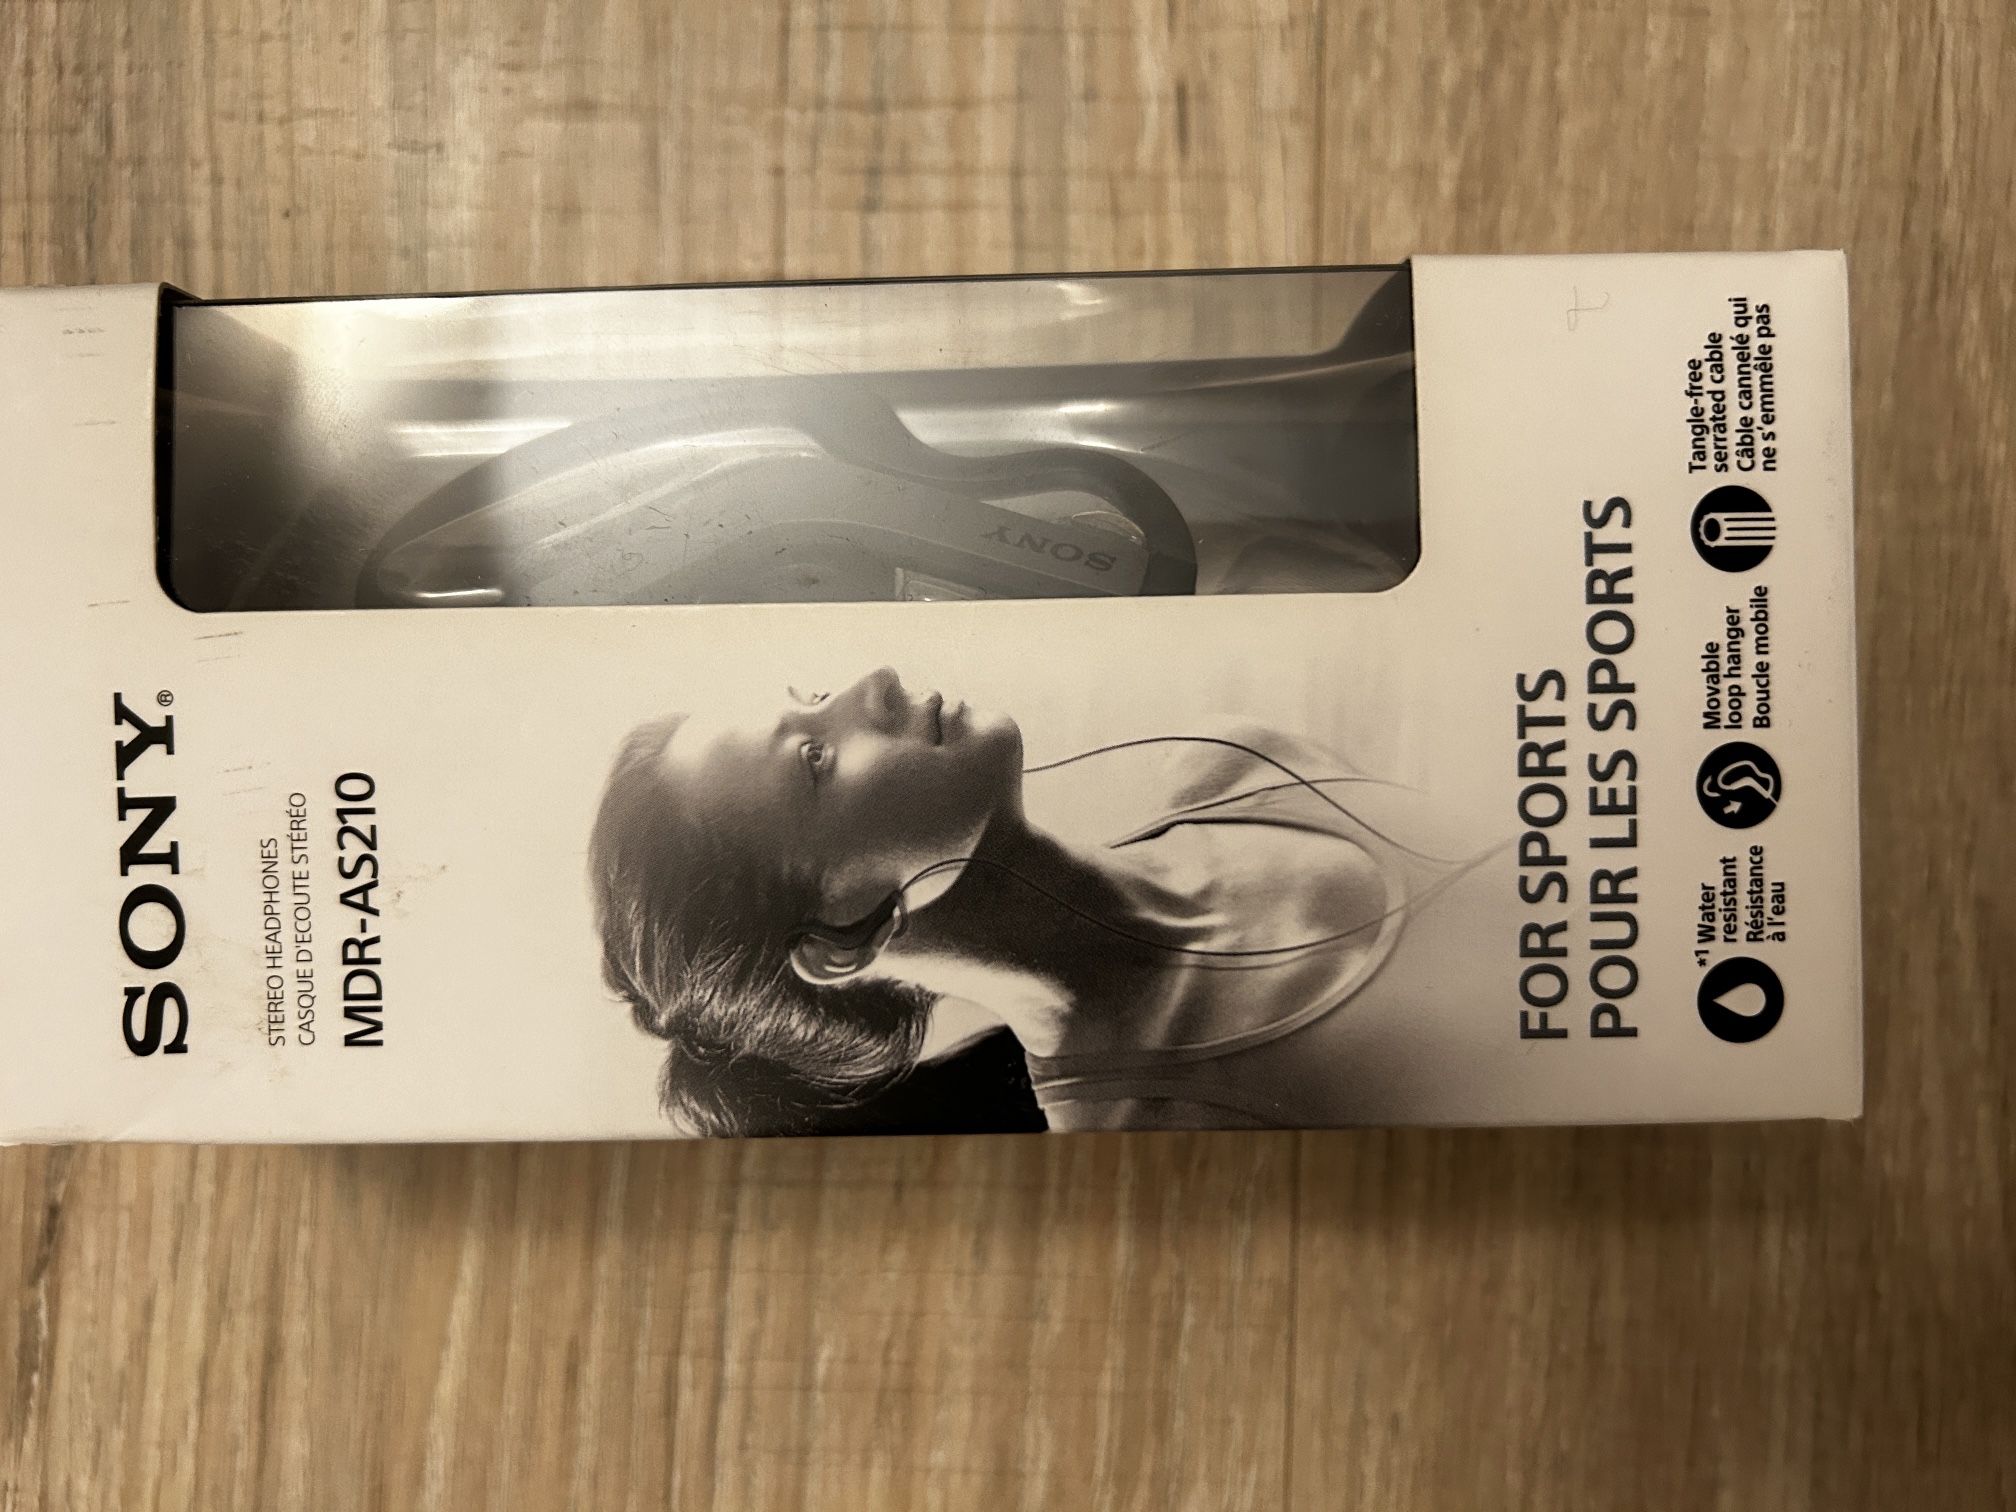 SONY®
STEREO HEADPHONES
CASQUE D'ECOUTE STÉRÉO
MDR-AS210
SONY
FOR SPORTS
POUR LES SPORTS
*1 Water
resistant
Résistance
à l'eau
Movable
loop hanger
Boucle mobile
Tangle-free
serrated cable
Câble cannelé qui
ne s'emmêle pas